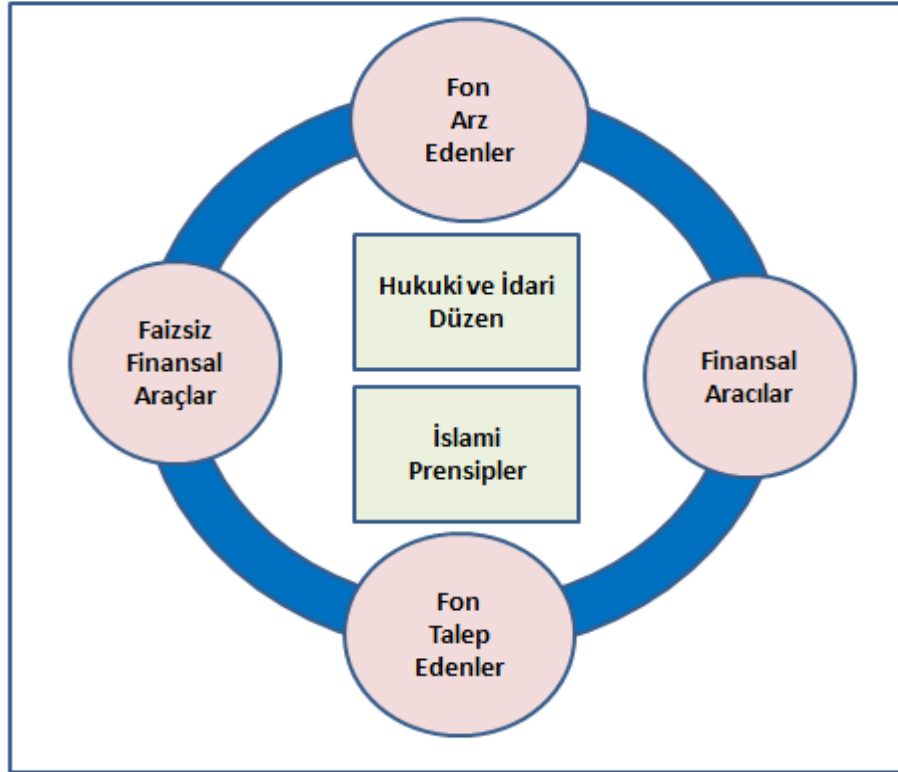 Fon
Arz
Edenler
Hukuki ve İdari
Düzen
Faizsiz
Finansal
Araçlar
Finansal
Aracılar
İslami
Prensipler
Fon
Talep
Edenler